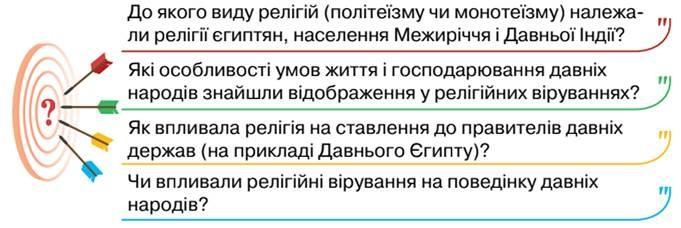 До якого виду релігій (політеїзму чи монотеїзму) належа-
ли релігії єгиптян, населення Межиріччя і Давньої Індії?
Які особливості умов життя і господарювання давніх
народів знайшли відображення у релігійних віруваннях?
Як впливала релігія на ставлення до правителів давніх
держав (на прикладі Давнього Єгипту)?
Чи впливали релігійні вірування на поведінку давніх
народів?
?